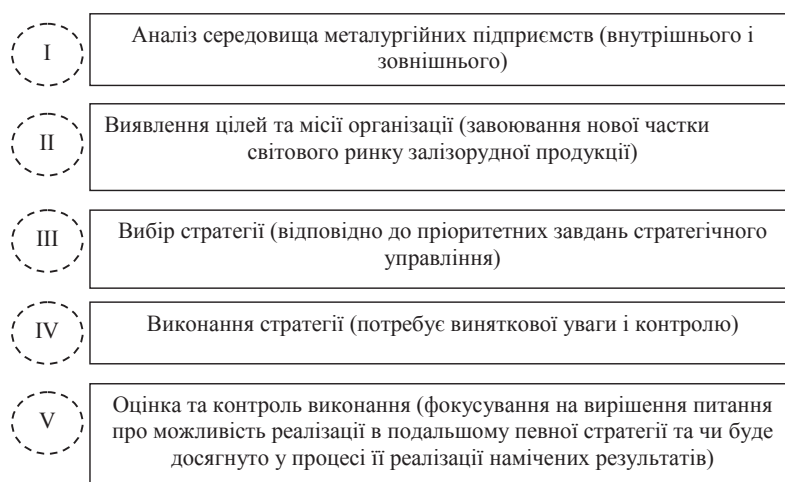 I
Аналіз середовища металургійних підприємств (внутрішнього і
зовнішнього)
II
Виявлення цілей та місії організації (завоювання нової частки
світового ринку залізорудної продукції)
III
Вибір стратегії (відповідно до пріоритетних завдань стратегічного
управління)
IV
Виконання стратегії (потребує виняткової уваги і контролю)
V
Оцінка та контроль виконання (фокусування на вирішення питання
про можливість реалізації в подальшому певної стратегії та чи буде
досягнуто у процесі її реалізації намічених результатів)